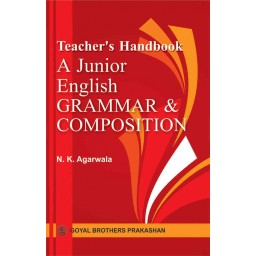 Teacher's Handbook
A Junior
English
GRAMMAR &
COMPOSITION
N. K. Agarwala
GOYAL BROTHERS PRAKASHAN